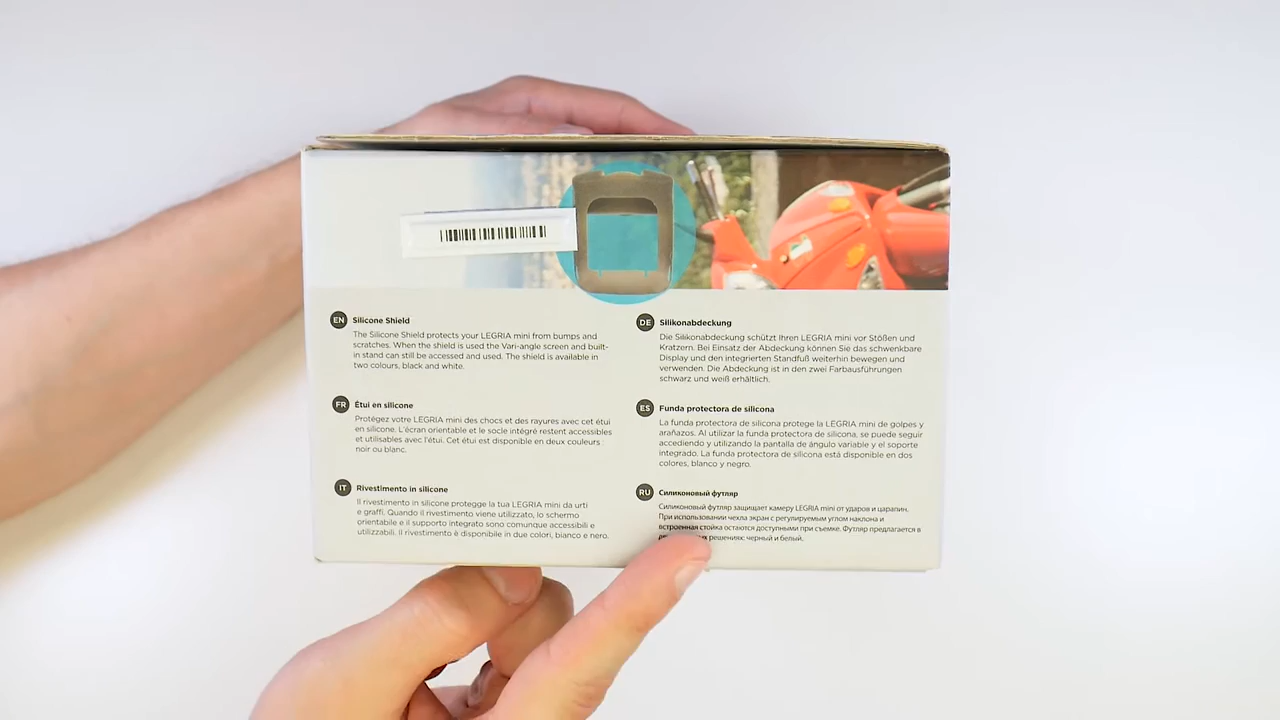 EN Silicone Shield
The Silicone Shield protects your LEGRIA mini from bumps and
scratches. When the shield is used the Vari-angle screen and built-
in stand can still be accessed and used. The shield is available in
two colours, black and white.
FR Étui en silicone
Protégez votre LEGRIA mini des chocs et des rayures avec cet étui
en silicone. L'écran orientable et le socle intégré restent accessibles
et utilisables avec l'étui. Cet étui est disponible en deux couleurs :
noir ou blanc.
IT Rivestimento in silicone
Il rivestimento in silicone protegge la tua LEGRIA mini da urti
e graffi. Quando il rivestimento viene utilizzato, lo schermo
orientabile e il supporto integrato sono comunque accessibili e
utilizzabili. Il rivestimento è disponibile in due colori, bianco e nero.
DE Silikonabdeckung
Die Silikonabdeckung schützt Ihren LEGRIA mini vor Stößen und
Kratzern. Bei Einsatz der Abdeckung können Sie das schwenkbare
Display und den integrierten Standfuß weiterhin bewegen und
verwenden. Die Abdeckung ist in den zwei Farbausführungen
schwarz und weiß erhältlich.
ES Funda protectora de silicona
La funda protectora de silicona protege la LEGRIA mini de golpes y
arañazos. Al utilizar la funda protectora de silicona, se puede seguir
accediendo y utilizando la pantalla de ángulo variable y el soporte
integrado. La funda protectora de silicona está disponible en dos
colores, blanco y negro.
RU Силиконовый футляр
Силиконовый футляр защищает камеру LEGRIA mini от ударов и царапин.
При использовании чехла экран с регулируемым углом наклона и
встроенная стойка остаются доступными при съемке. Футляр предлагается в
решениях: черный и белый.